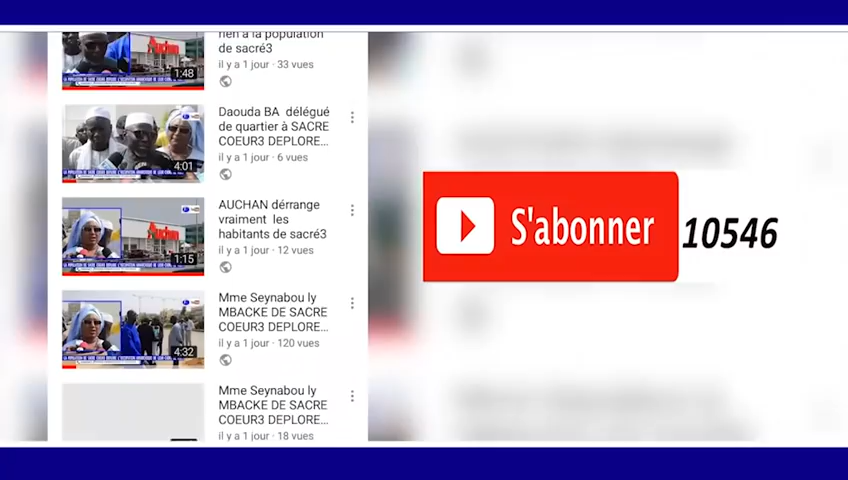 rien à la population
de sacré3
il y a 1 jour · 33 vues
Auchan
1:48
Daouda BA délégué
de quartier à SACRE
COEUR3 DEPLORE...
il y a 1 jour · 6 vues
4:01
AUCHAN dérrange
vraiment les
habitants de sacré3
il y a 1 jour · 12 vues
Auchan
1:15
Mme Seynabou ly
MBACKE DE SACRE
COEUR3 DEPLORE...
il y a 1 jour · 120 vues
4:32
Mme Seynabou ly
MBACKE DE SACRE
COEUR3 DEPLORE...
il y a 1 jour · 18 vues
S'abonner
10546